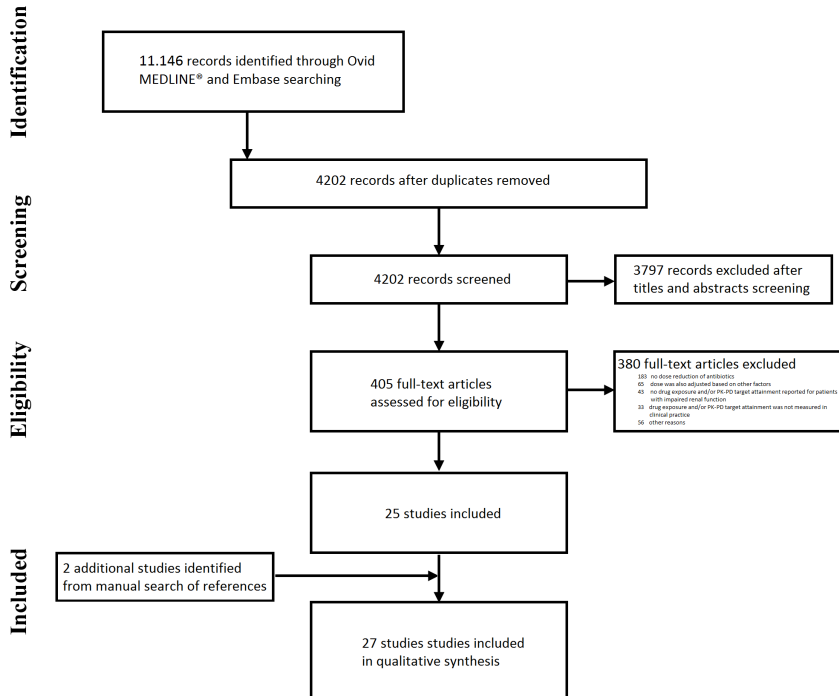 Identification
11.146 records identified through Ovid
MEDLINE® and Embase searching
4202 records after duplicates removed
Screening
4202 records screened
3797 records excluded after
titles and abstracts screening
Eligibility
405 full-text articles
assessed for eligibility
380 full-text articles excluded
183 no dose reduction of antibiotics
65 dose was also adjusted based on other factors
43 no drug exposure and/or PK-PD target attainment reported for patients
with impaired renal function
33 drug exposure and/or PK-PD target attainment was not measured in
clinical practice
56 other reasons
25 studies included
Included
2 additional studies identified
from manual search of references
27 studies studies included
in qualitative synthesis